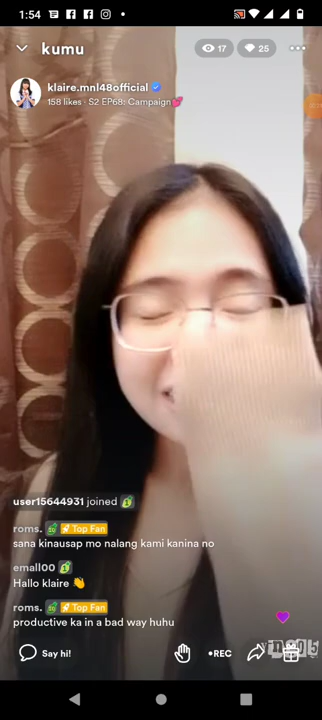 1:54
kumu
17
25
klaire.mnl48official
158 likes · S2 EP68: Campaign💕
user15644931 joined
roms. Top Fan
sana kinausap mo nalang kami kanina no
emall00
Hallo klaire 👋
roms. Top Fan
productive ka in a bad way huhu
Say hi!
•REC